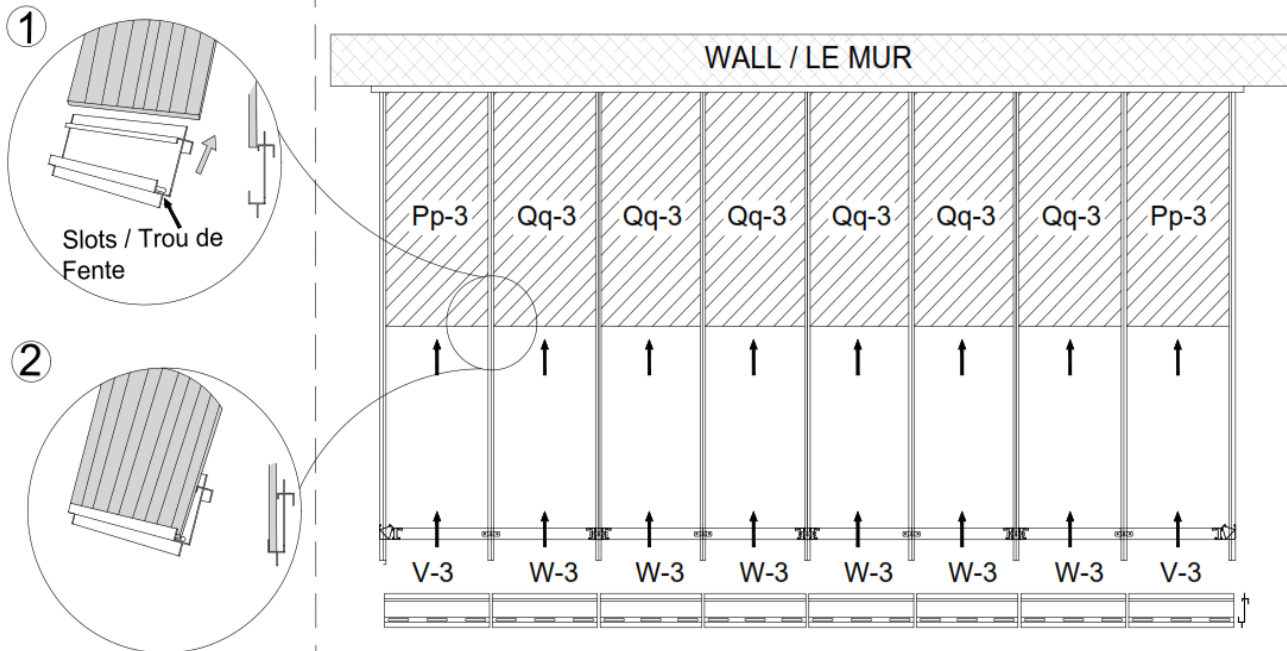 1
Slots / Trou de
Fente
2
WALL / LE MUR
Pp-3 Qq-3 Qq-3 Qq-3 Qq-3 Qq-3 Qq-3 Pp-3
V-3 W-3 W-3 W-3 W-3 W-3 W-3 V-3